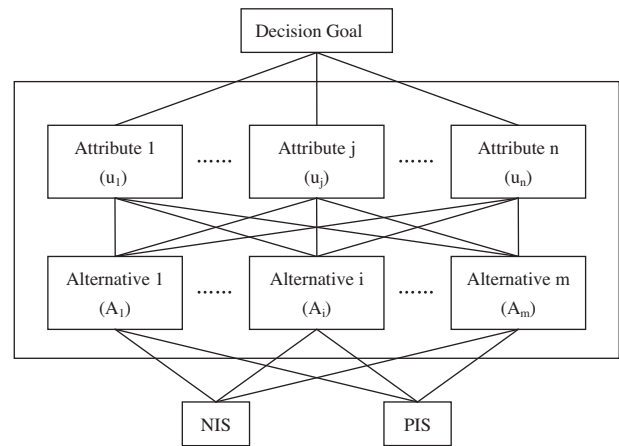 Decision Goal
Attribute 1 ...... Attribute j ...... Attribute n
(u₁) (uⱼ) (uₙ)
Alternative 1 ...... Alternative i ...... Alternative m
(A₁) (Aᵢ) (Aₘ)
NIS PIS